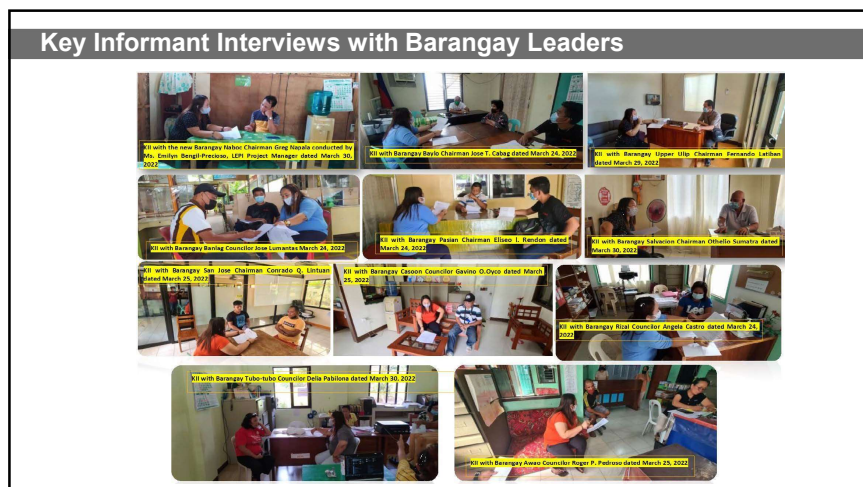 Key Informant Interviews with Barangay Leaders
KII with the new Barangay Naboc Chairman Greg Napala conducted by
Ms. Emilyn Bengil-Precioso, LEPI Project Manager dated March 30,
2022
KII with Barangay Baylo Chairman Jose T. Cabag dated March 24, 2022
KII with Barangay Upper Ulip Chairman Fernando Latiban
dated March 29, 2022
KII with Barangay Banlag Councilor Jose Lumantas March 24, 2022
KII with Barangay Pasian Chairman Eliseo I. Rendon dated
March 24, 2022
KII with Barangay Salvacion Chairman Othelio Sumatra dated
March 30, 2022
KII with Barangay San Jose Chairman Conrado Q. Lintuan
dated March 25, 2022
KII with Barangay Casoon Councilor Gavino O.Oyco dated March
25, 2022
KII with Barangay Rizal Councilor Angela Castro dated March 24,
2022
KII with Barangay Tubo-tubo Councilor Delia Pabilona dated March 30, 2022
KII with Barangay Awao Councilor Roger P. Pedroso dated March 25, 2022